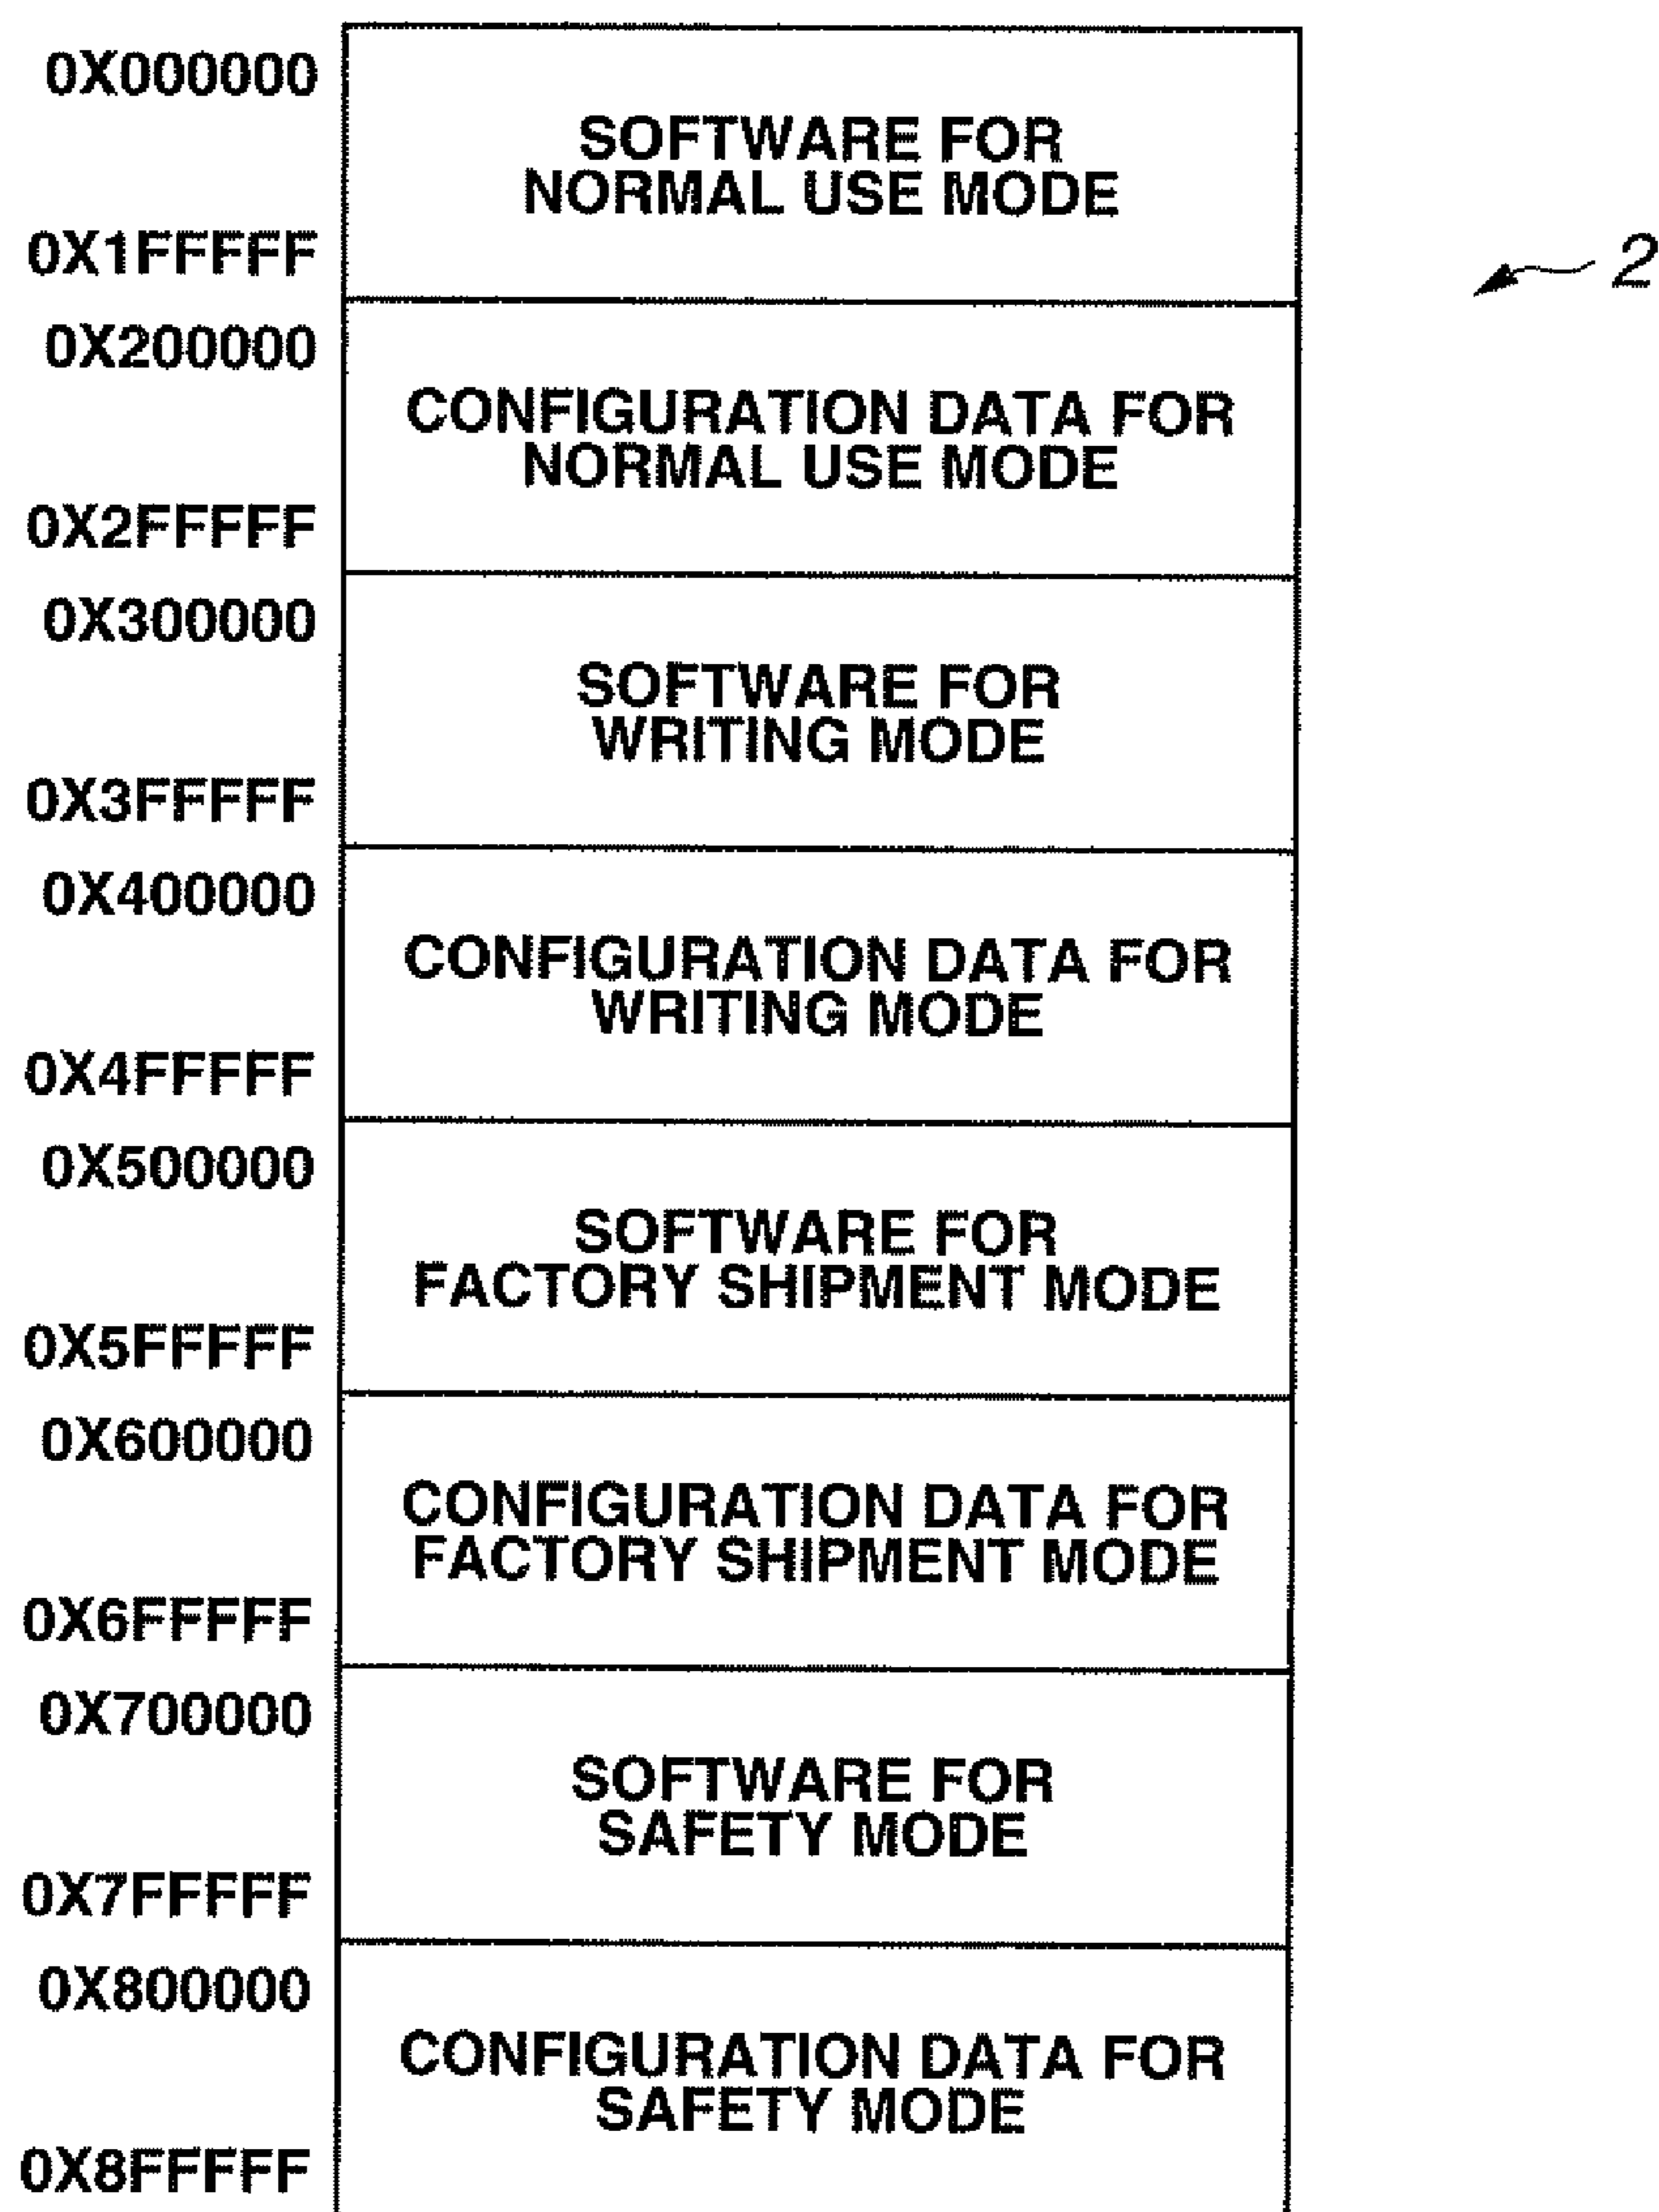 0X000000
SOFTWARE FOR
NORMAL USE MODE
0X1FFFFF
2
0X200000
CONFIGURATION DATA FOR
NORMAL USE MODE
0X2FFFFF
0X300000
SOFTWARE FOR
WRITING MODE
0X3FFFFF
0X400000
CONFIGURATION DATA FOR
WRITING MODE
0X4FFFFF
0X500000
SOFTWARE FOR
FACTORY SHIPMENT MODE
0X5FFFFF
0X600000
CONFIGURATION DATA FOR
FACTORY SHIPMENT MODE
0X6FFFFF
0X700000
SOFTWARE FOR
SAFETY MODE
0X7FFFFF
0X800000
CONFIGURATION DATA FOR
SAFETY MODE
0X8FFFFF